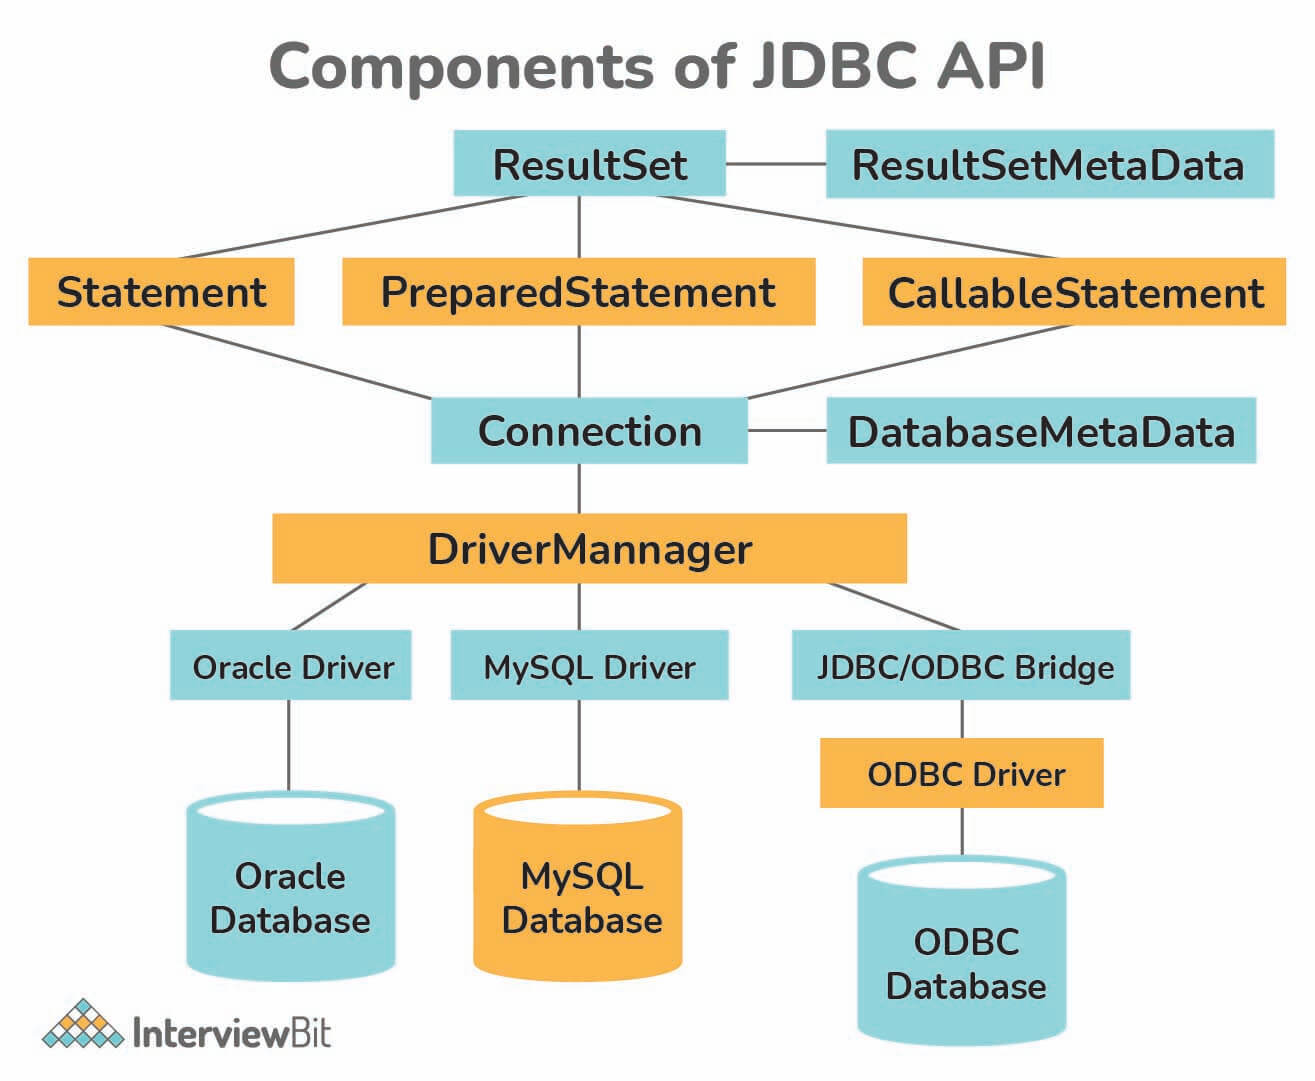 Components of JDBC API
ResultSet
ResultSetMetaData
Statement
PreparedStatement
CallableStatement
Connection
DatabaseMetaData
DriverMannager
Oracle Driver
MySQL Driver
JDBC/ODBC Bridge
ODBC Driver
Oracle
Database
MySQL
Database
ODBC
Database
InterviewBit